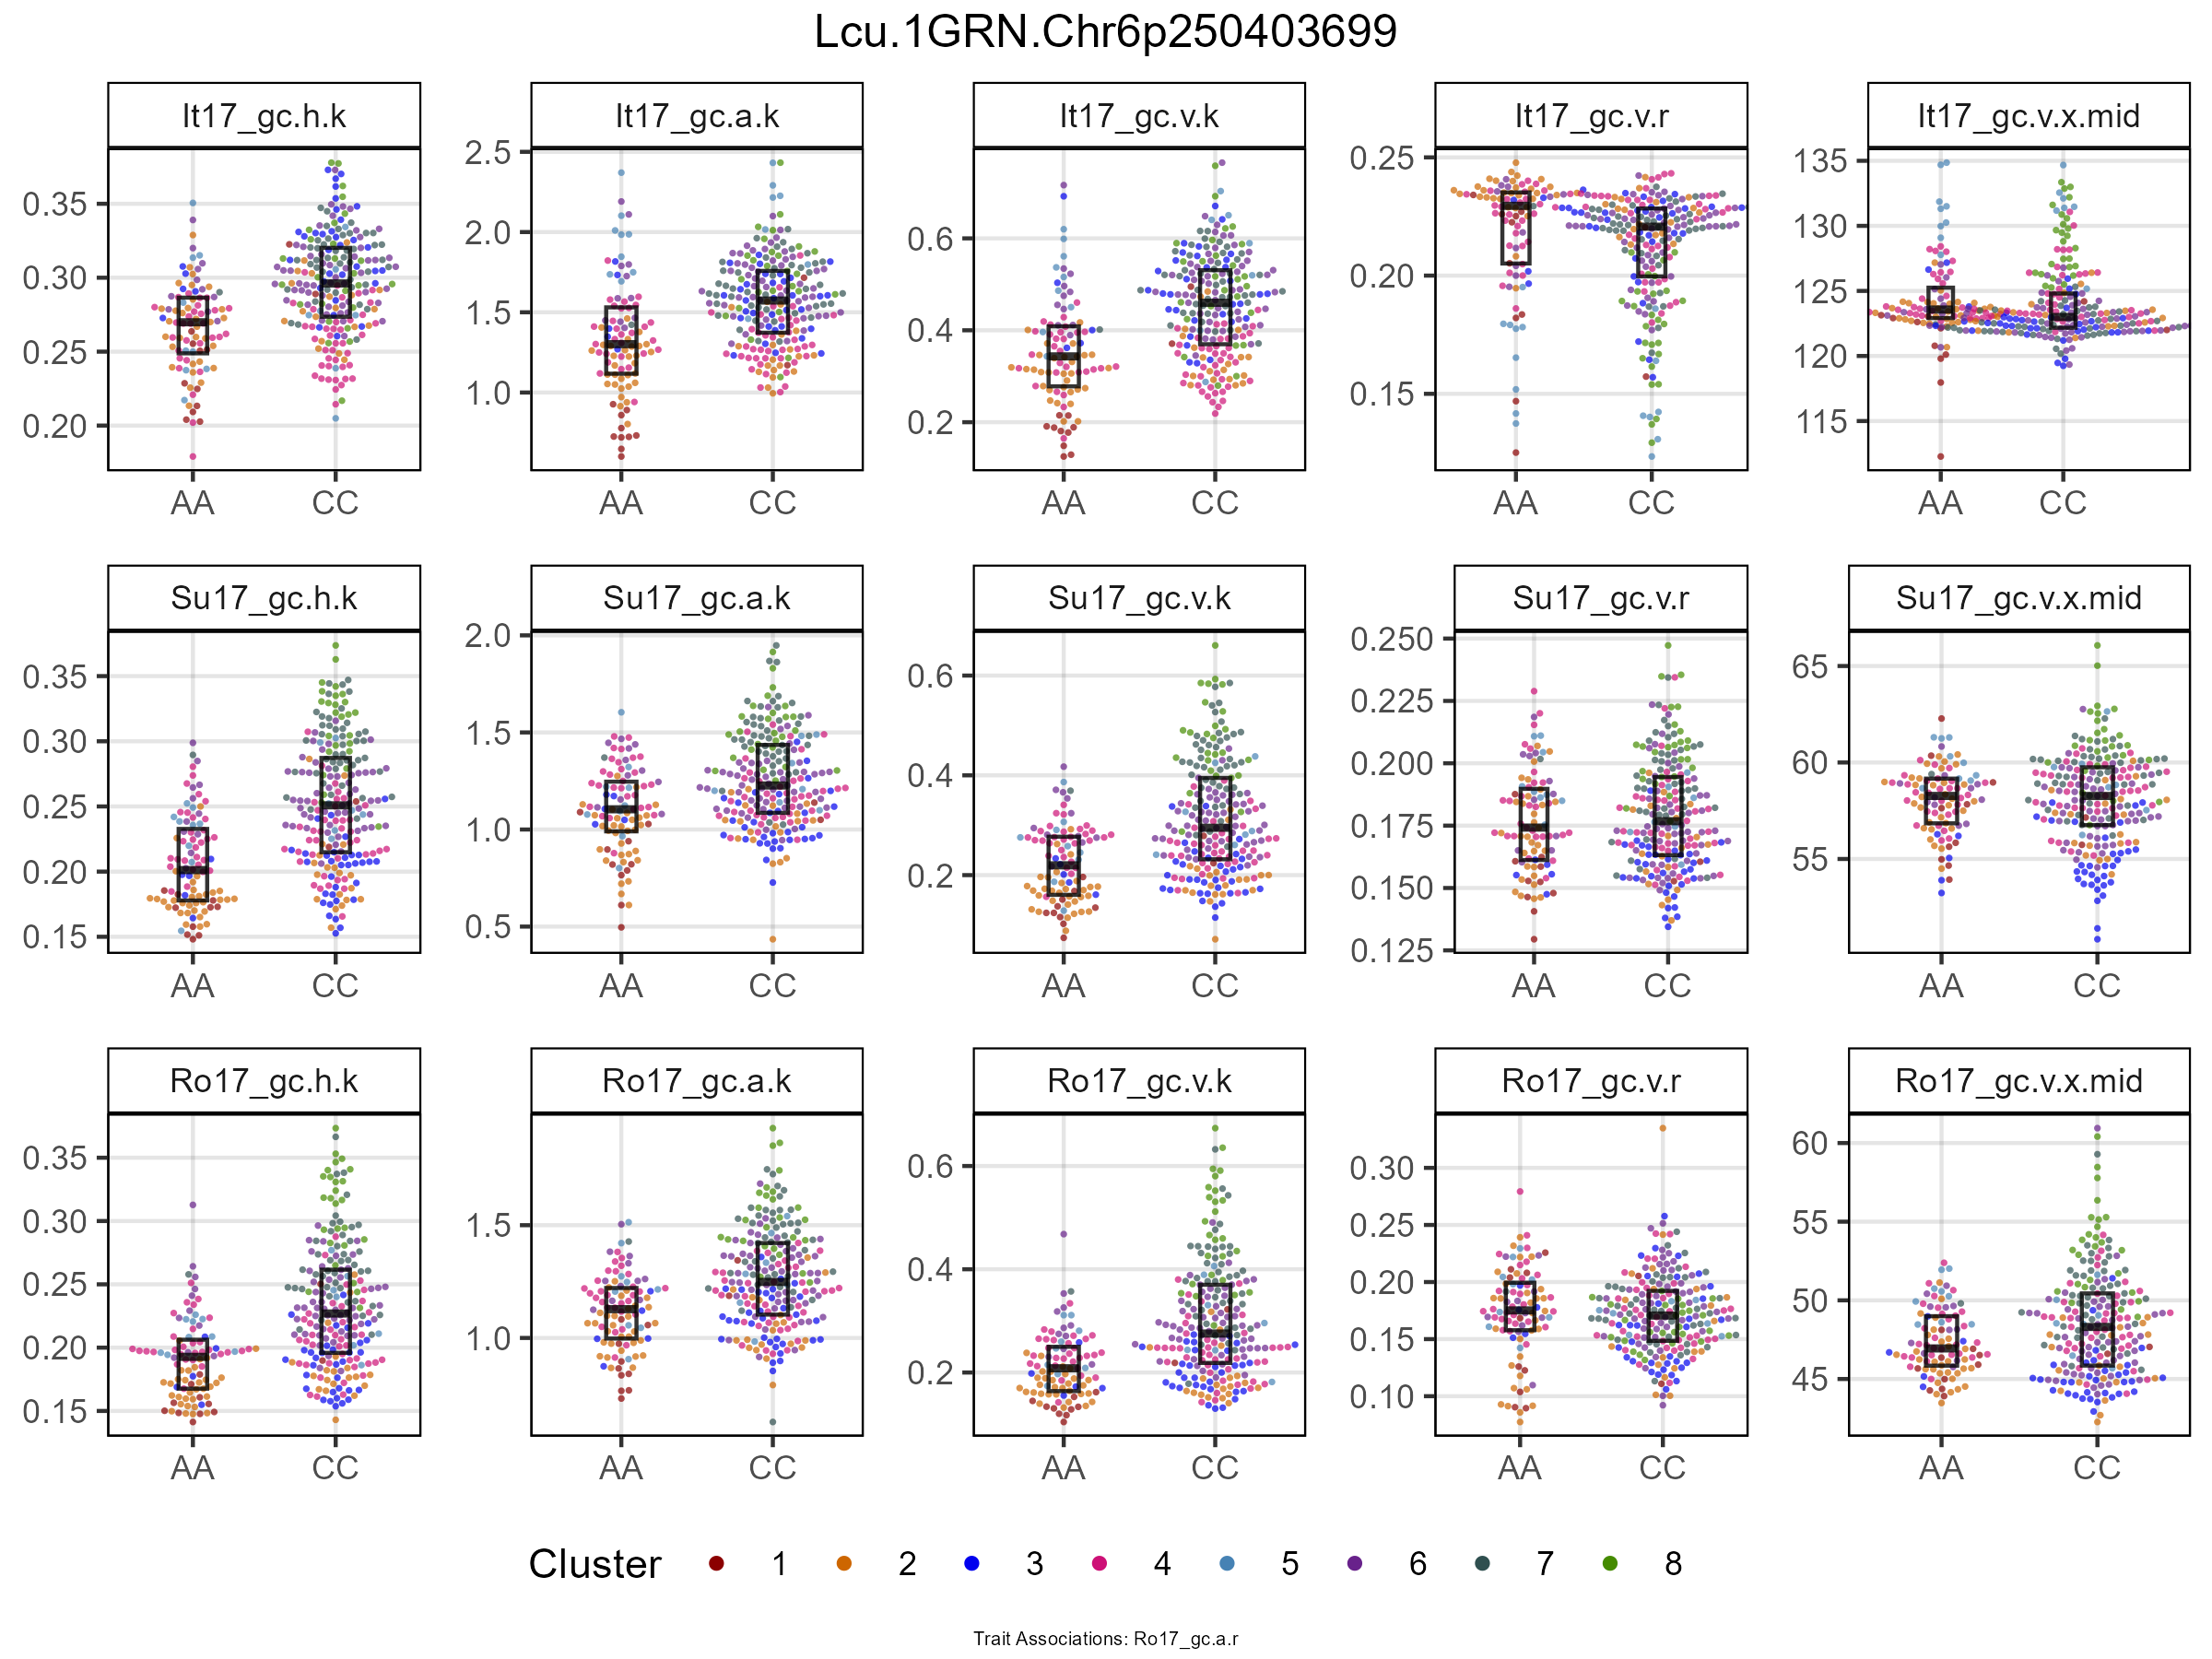 Lcu.1GRN.Chr6p250403699
It17_gc.h.k
It17_gc.a.k
It17_gc.v.k
It17_gc.v.r
It17_gc.v.x.mid
0.35
0.30
0.25
0.20
2.5
2.0
1.5
1.0
0.6
0.4
0.2
0.25
0.20
0.15
135
130
125
120
115
AA CC
AA CC
AA CC
AA CC
AA CC
Su17_gc.h.k
Su17_gc.a.k
Su17_gc.v.k
Su17_gc.v.r
Su17_gc.v.x.mid
0.35
0.30
0.25
0.20
0.15
2.0
1.5
1.0
0.5
0.6
0.4
0.2
0.250
0.225
0.200
0.175
0.150
0.125
65
60
55
AA CC
AA CC
AA CC
AA CC
AA CC
Ro17_gc.h.k
Ro17_gc.a.k
Ro17_gc.v.k
Ro17_gc.v.r
Ro17_gc.v.x.mid
0.35
0.30
0.25
0.20
0.15
1.5
1.0
0.6
0.4
0.2
0.30
0.25
0.20
0.15
0.10
60
55
50
45
AA CC
AA CC
AA CC
AA CC
AA CC
Cluster 1 2 3 4 5 6 7 8
Trait Associations: Ro17_gc.a.r